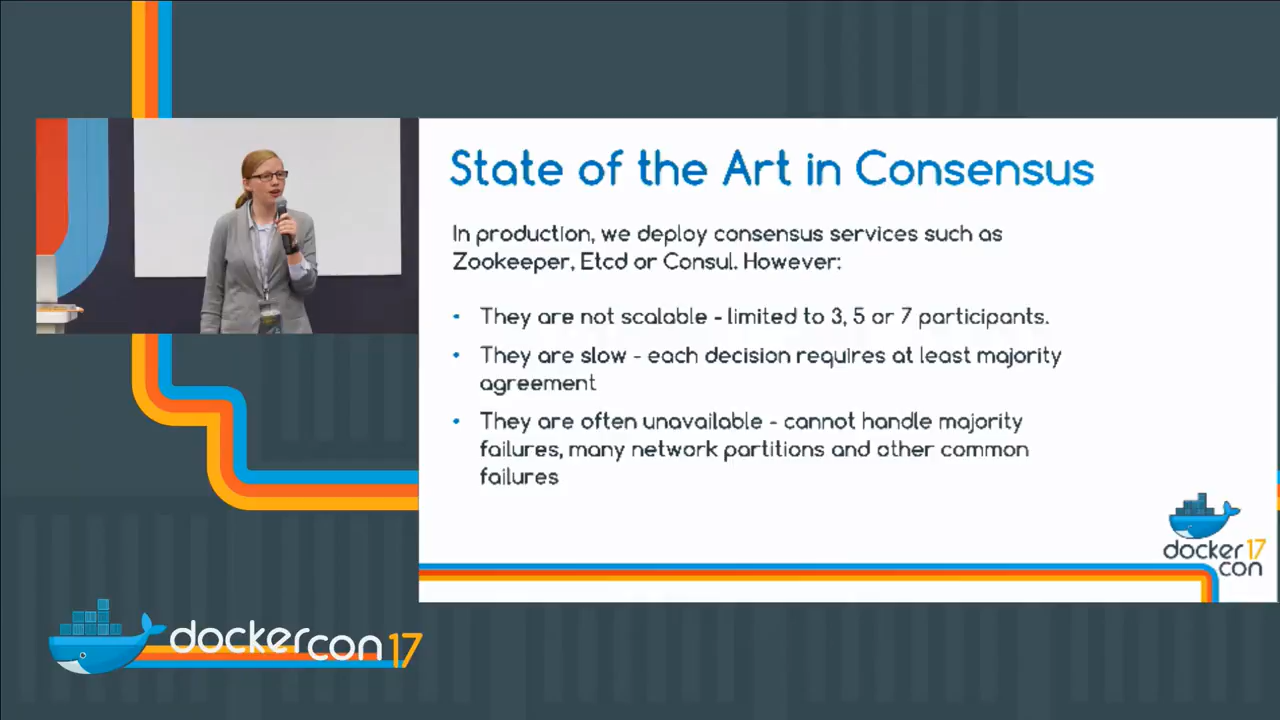 State of the Art in Consensus
In production, we deploy consensus services such as
Zookeeper, Etcd or Consul. However:
• They are not scalable - limited to 3, 5 or 7 participants.
• They are slow - each decision requires at least majority
agreement
• They are often unavailable - cannot handle majority
failures, many network partitions and other common
failures
docker 17
con
dockercon 17